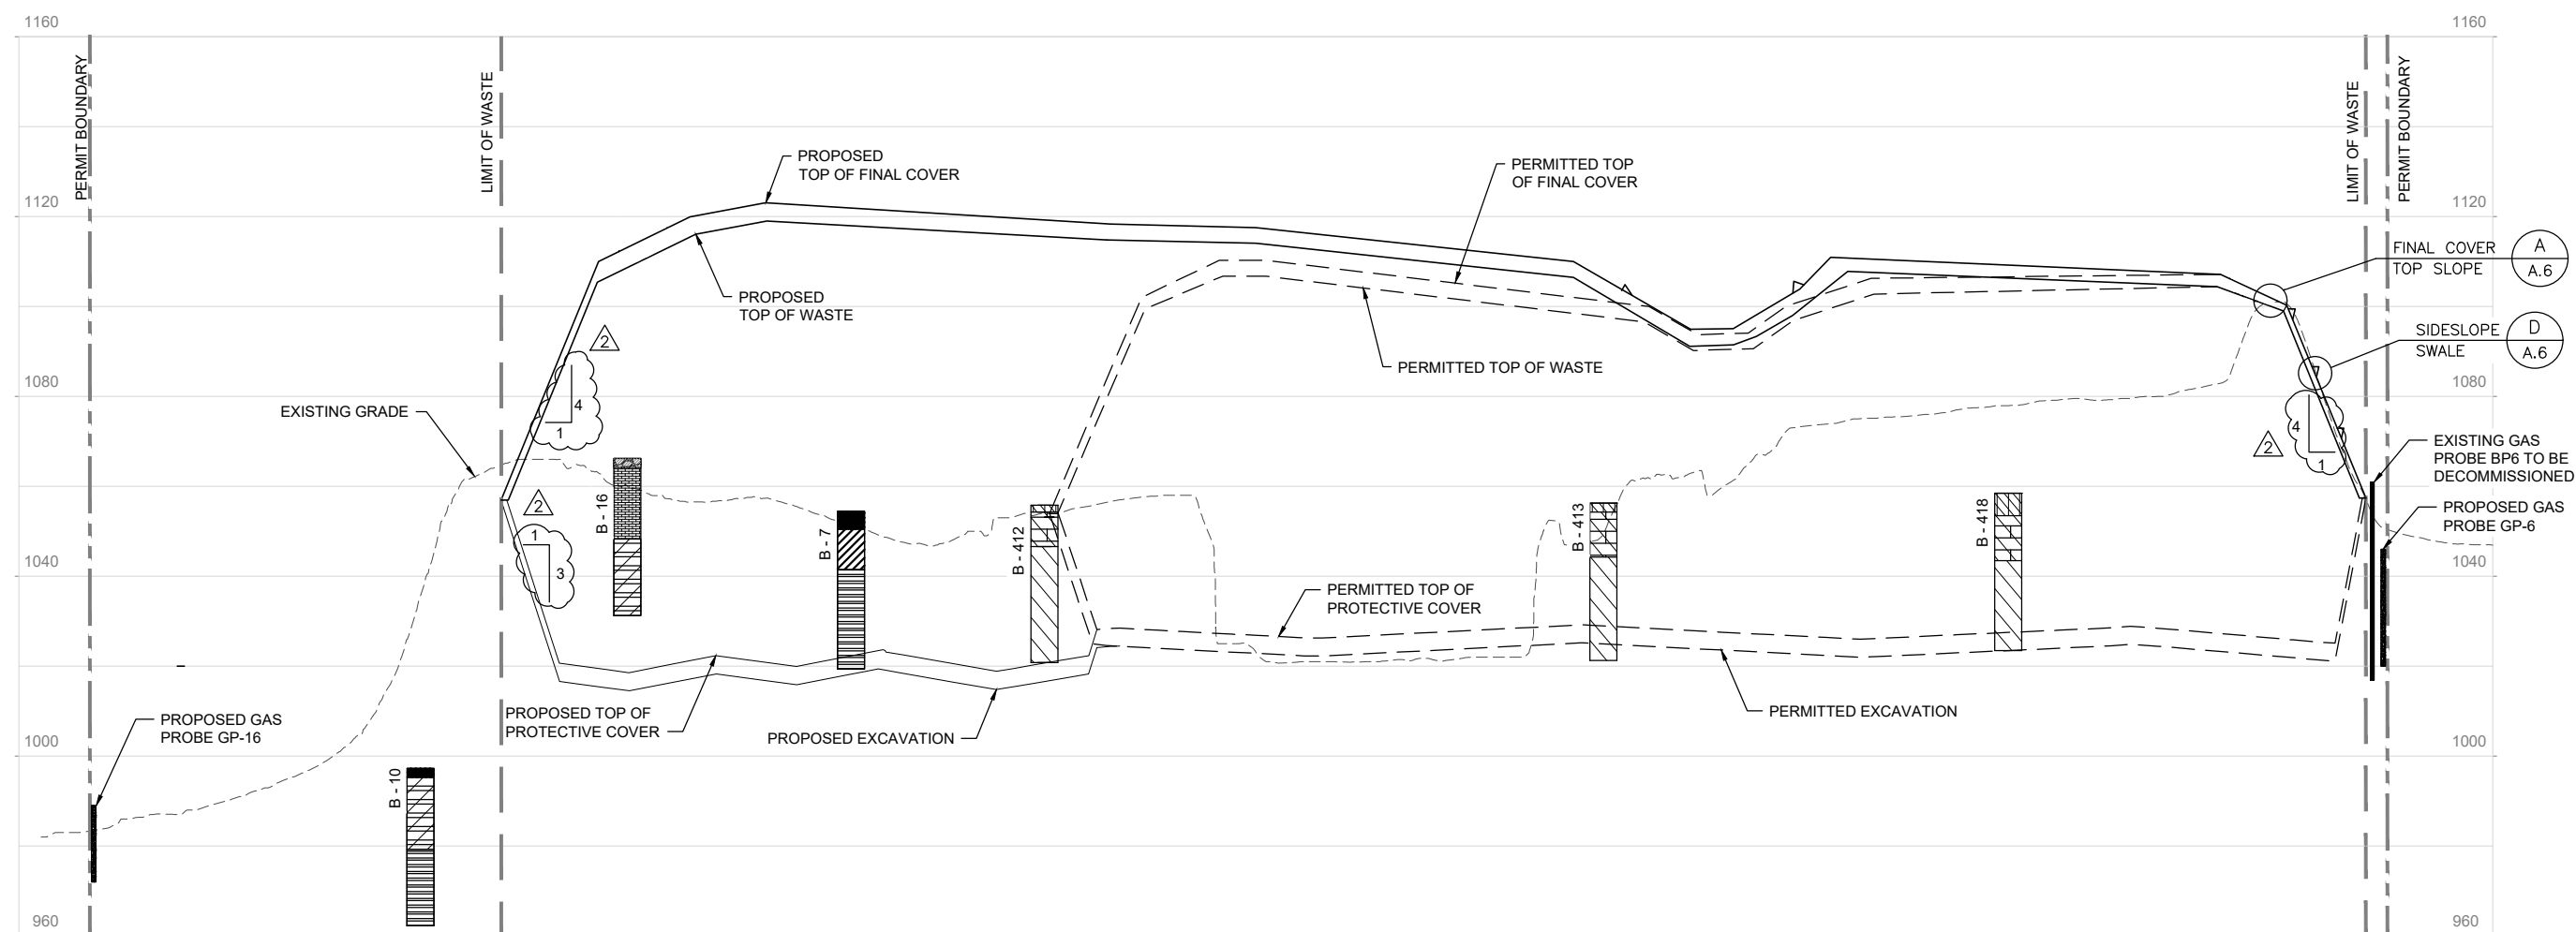 1160
1160
PERMIT BOUNDARY
LIMIT OF WASTE
LIMIT OF WASTE
PERMIT BOUNDARY
PROPOSED
TOP OF FINAL COVER
PERMITTED TOP
OF FINAL COVER
1120
1120
FINAL COVER
TOP SLOPE
A
A.6
PROPOSED
TOP OF WASTE
SIDESLOPE
SWALE
D
A.6
2
PERMITTED TOP OF WASTE
1080
1080
4
1
EXISTING GRADE
4
1
2
EXISTING GAS
PROBE BP6 TO BE
DECOMMISSIONED
2
B - 16
B - 7
B - 412
B - 413
B - 418
PROPOSED GAS
PROBE GP-6
1
3
1040
1040
PERMITTED TOP OF
PROTECTIVE COVER
PROPOSED TOP OF
PROTECTIVE COVER
PERMITTED EXCAVATION
PROPOSED GAS
PROBE GP-16
PROPOSED EXCAVATION
1000
1000
B - 10
960
960